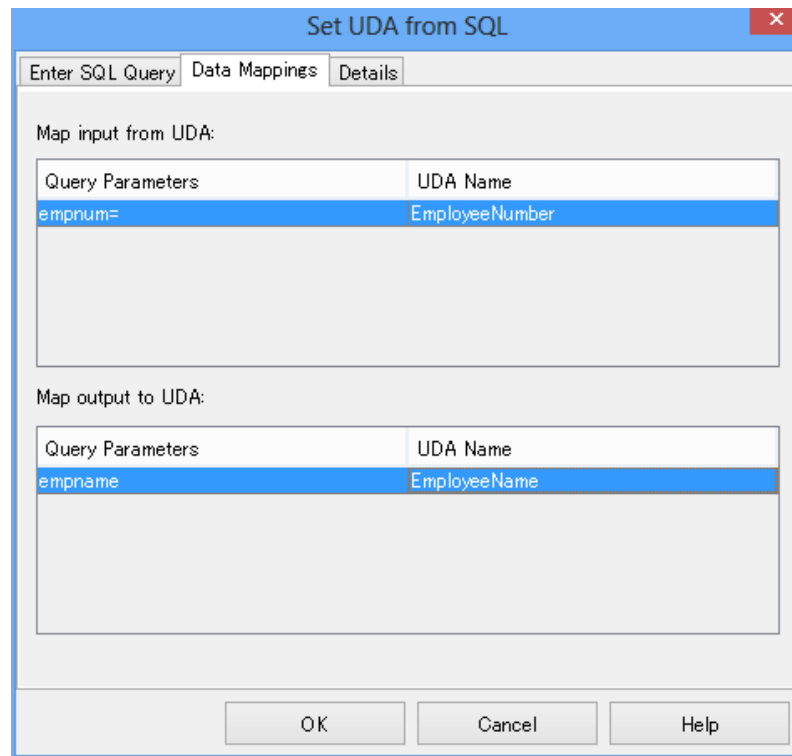 Set UDA from SQL
Enter SQL Query Data Mappings Details
Map input from UDA:
Query Parameters UDA Name
empnum= EmployeeNumber
Map output to UDA:
Query Parameters UDA Name
empname EmployeeName
OK Cancel Help